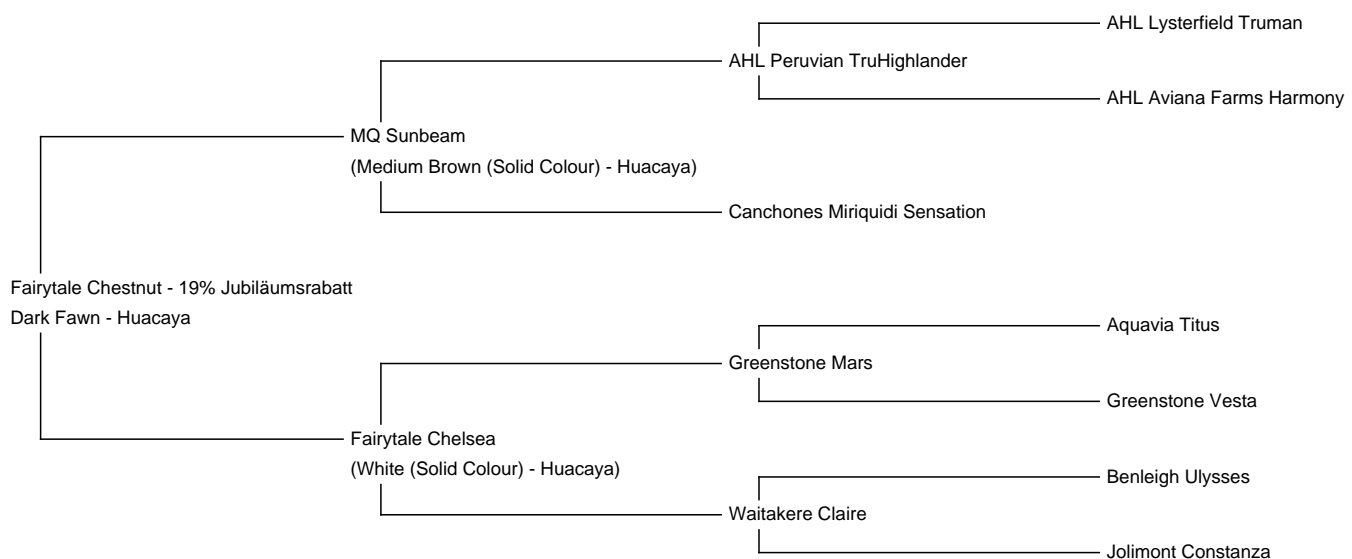 AHL Lysterfield Truman
AHL Peruvian TruHighlander
AHL Aviana Farms Harmony
MQ Sunbeam
(Medium Brown (Solid Colour) - Huacaya)
Canchones Miriquidi Sensation
Fairytale Chestnut - 19% Jubiläumsrabatt
Dark Fawn - Huacaya
Aquavia Titus
Greenstone Mars
Greenstone Vesta
Fairytale Chelsea
(White (Solid Colour) - Huacaya)
Benleigh Ulysses
Waitakere Claire
Jolimont Constanza